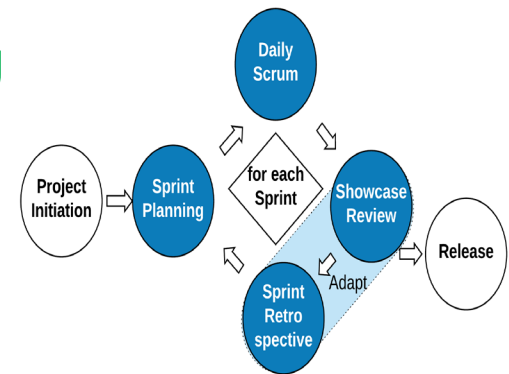 Daily
Scrum
Project
Initiation
Sprint
Planning
for each
Sprint
Showcase
Review
Release
Adapt
Sprint
Retro
spective